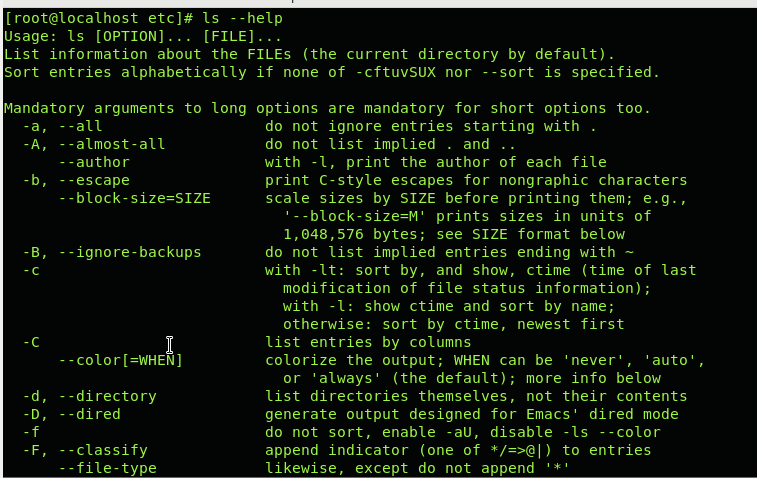 [root@localhost etc]# ls --help
Usage: ls [OPTION]... [FILE]...
List information about the FILEs (the current directory by default).
Sort entries alphabetically if none of -cftuvSUX nor --sort is specified.

Mandatory arguments to long options are mandatory for short options too.
  -a, --all                  do not ignore entries starting with .
  -A, --almost-all           do not list implied . and ..
      --author               with -l, print the author of each file
  -b, --escape               print C-style escapes for nongraphic characters
      --block-size=SIZE      scale sizes by SIZE before printing them; e.g.,
                               '--block-size=M' prints sizes in units of
                               1,048,576 bytes; see SIZE format below
  -B, --ignore-backups       do not list implied entries ending with ~
  -c                         with -lt: sort by, and show, ctime (time of last
                               modification of file status information);
                               with -l: show ctime and sort by name;
                               otherwise: sort by ctime, newest first
  -C                         list entries by columns
      --color[=WHEN]         colorize the output; WHEN can be 'never', 'auto',
                               or 'always' (the default); more info below
  -d, --directory            list directories themselves, not their contents
  -D, --dired                generate output designed for Emacs' dired mode
  -f                         do not sort, enable -aU, disable -ls --color
  -F, --classify             append indicator (one of */=>@|) to entries
      --file-type            likewise, except do not append '*'